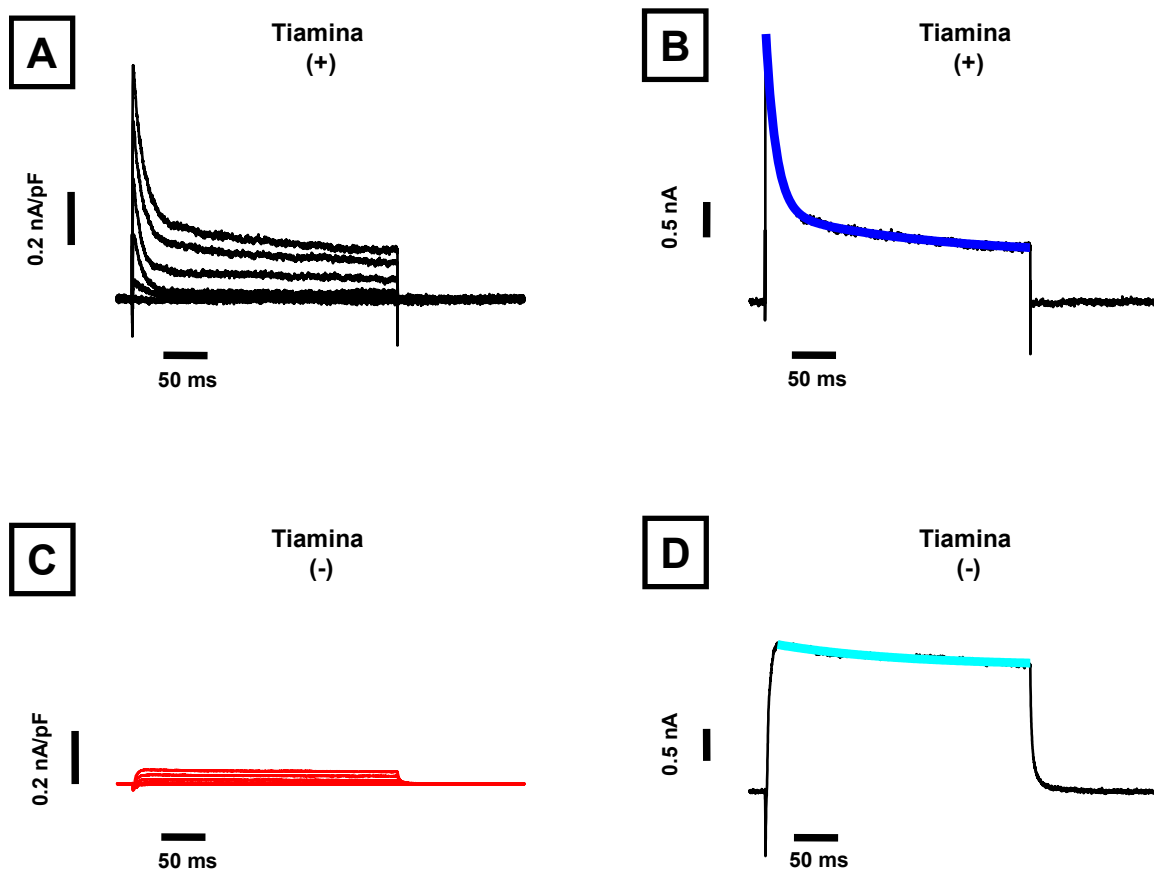 A
Tiamina
(+)
0.2 nA/pF
50 ms
B
Tiamina
(+)
0.5 nA
50 ms
C
Tiamina
(-)
0.2 nA/pF
50 ms
D
Tiamina
(-)
0.5 nA
50 ms